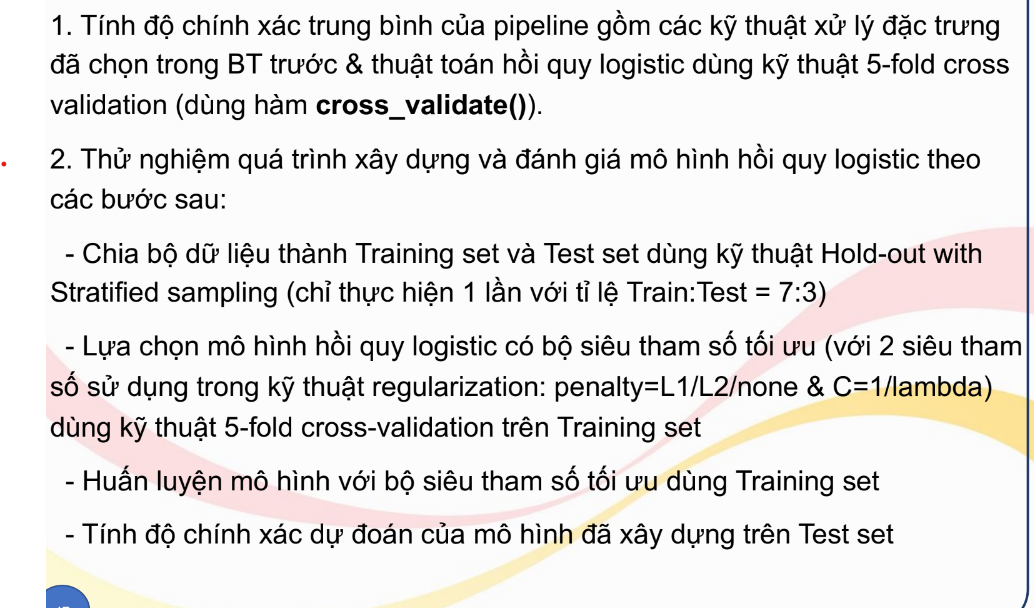 1. Tính độ chính xác trung bình của pipeline gồm các kỹ thuật xử lý đặc trưng
đã chọn trong BT trước & thuật toán hồi quy logistic dùng kỹ thuật 5-fold cross
validation (dùng hàm cross_validate()).
2. Thử nghiệm quá trình xây dựng và đánh giá mô hình hồi quy logistic theo
các bước sau:
- Chia bộ dữ liệu thành Training set và Test set dùng kỹ thuật Hold-out with
Stratified sampling (chỉ thực hiện 1 lần với tỉ lệ Train:Test = 7:3)
- Lựa chọn mô hình hồi quy logistic có bộ siêu tham số tối ưu (với 2 siêu tham
số sử dụng trong kỹ thuật regularization: penalty=L1/L2/none & C=1/lambda)
dùng kỹ thuật 5-fold cross-validation trên Training set
- Huấn luyện mô hình với bộ siêu tham số tối ưu dùng Training set
- Tính độ chính xác dự đoán của mô hình đã xây dựng trên Test set